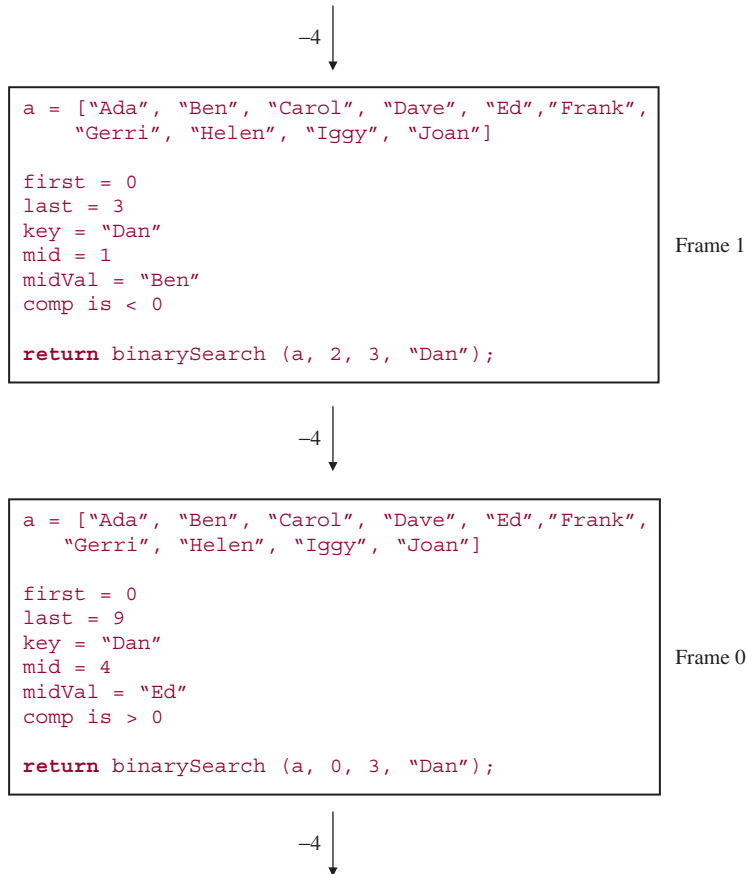 –4
a = [“Ada”, “Ben”, “Carol”, “Dave”, “Ed”,”Frank”,
“Gerri”, “Helen”, “Iggy”, “Joan”]
first = 0
last = 3
key = “Dan”
mid = 1
midVal = “Ben”
comp is < 0
return binarySearch (a, 2, 3, “Dan”);
Frame 1
–4
a = [“Ada”, “Ben”, “Carol”, “Dave”, “Ed”,”Frank”,
“Gerri”, “Helen”, “Iggy”, “Joan”]
first = 0
last = 9
key = “Dan”
mid = 4
midVal = “Ed”
comp is > 0
return binarySearch (a, 0, 3, “Dan”);
Frame 0
–4